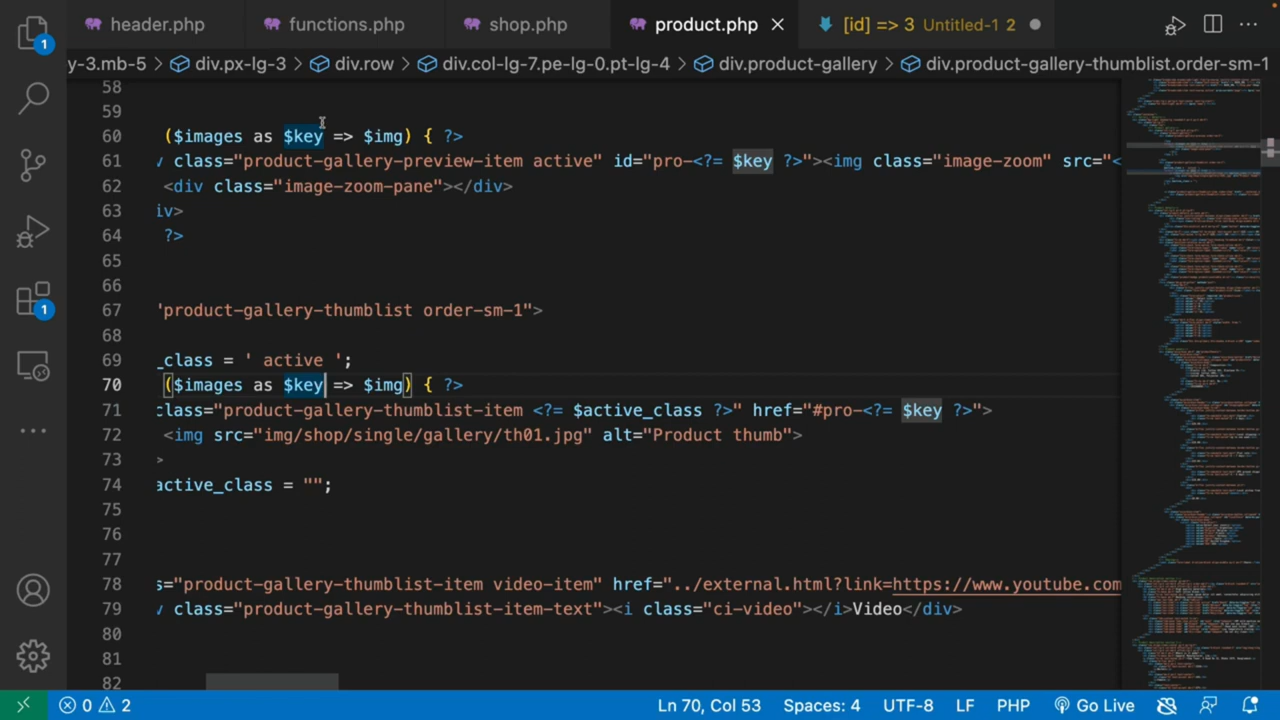 header.php functions.php shop.php product.php [id] => 3 Untitled-1 2
y-3.mb-5 > div.px-lg-3 > div.row > div.col-lg-7.pe-lg-0.pt-lg-4 > div.product-gallery > div.product-gallery-thumblist.order-sm-1
58
59
60 ($images as $key => $img) { ?>
61 class="product-gallery-preview-item active" id="pro-<?= $key ?>"><img class="image-zoom" src="<
62 <div class="image-zoom-pane"></div>
63 iv>
64 ?>
65
66
67 "product-gallery-thumblist order-sm-1">
68
69 _class = ' active ';
70 ($images as $key => $img) { ?>
71 class="product-gallery-thumblist-item <?= $active_class ?>" href="#pro-<?= $key ?>">
72 <img src="img/shop/single/gallery/th01.jpg" alt="Product thumb">
73 >
74 active_class = "";
75
76
77
78 s="product-gallery-thumblist-item video-item" href="../external.html?link=https://www.youtube.com
79 class="product-gallery-thumblist-item-text"><i class="ci-video"></i>Video</div>
80
81
82
1
1
0 2 Ln 70, Col 53 Spaces: 4 UTF-8 LF PHP Go Live